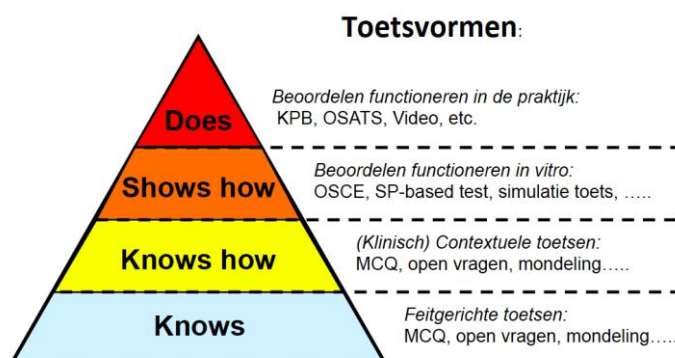 Toetsvormen:
Does
Beoordelen functioneren in de praktijk:
KPB, OSATS, Video, etc.
Shows how
Beoordelen functioneren in vitro:
OSCE, SP-based test, simulatie toets, …..
Knows how
(Klinisch) Contextuele toetsen:
MCQ, open vragen, mondeling…..
Knows
Feitgerichte toetsen:
MCQ, open vragen, mondeling…..